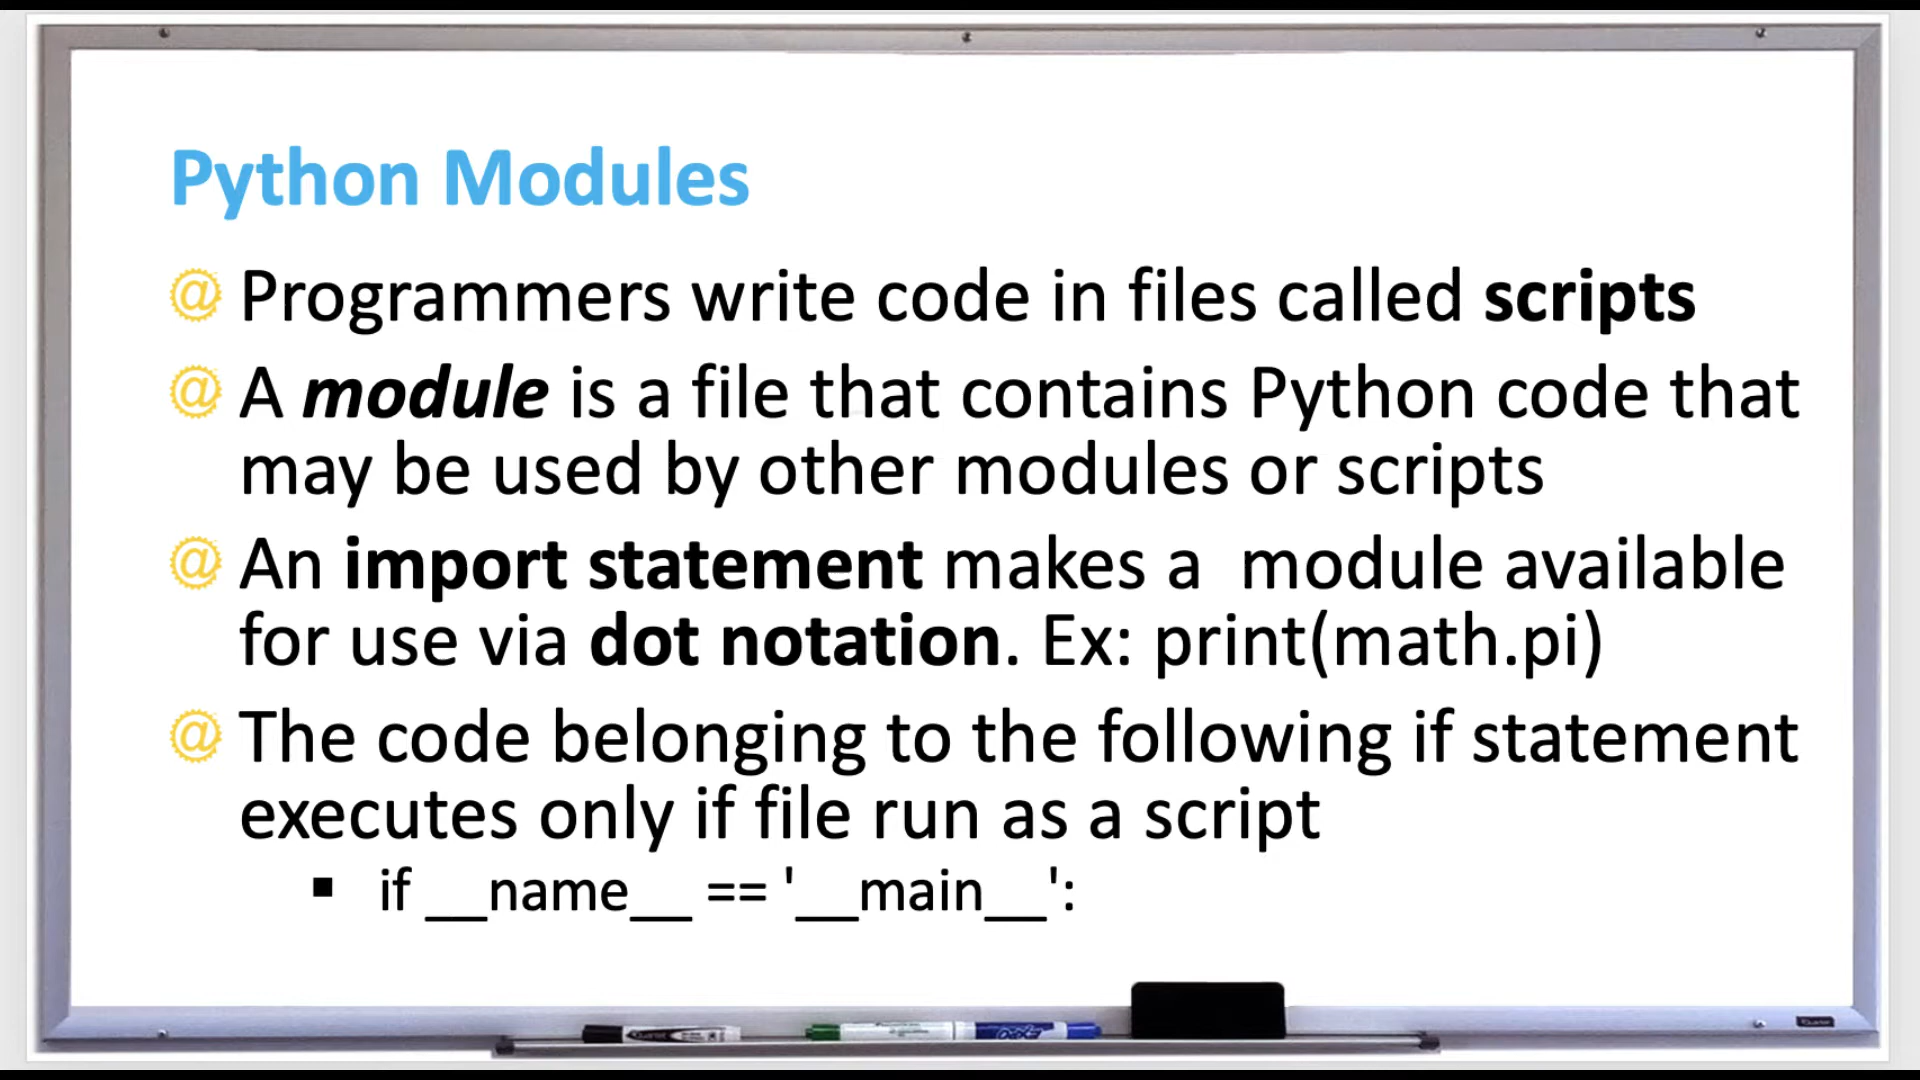 Python Modules
@ Programmers write code in files called scripts
@ A module is a file that contains Python code that
may be used by other modules or scripts
@ An import statement makes a  module available
for use via dot notation. Ex: print(math.pi)
@ The code belonging to the following if statement
executes only if file run as a script
▪ if __name__ == '__main__':